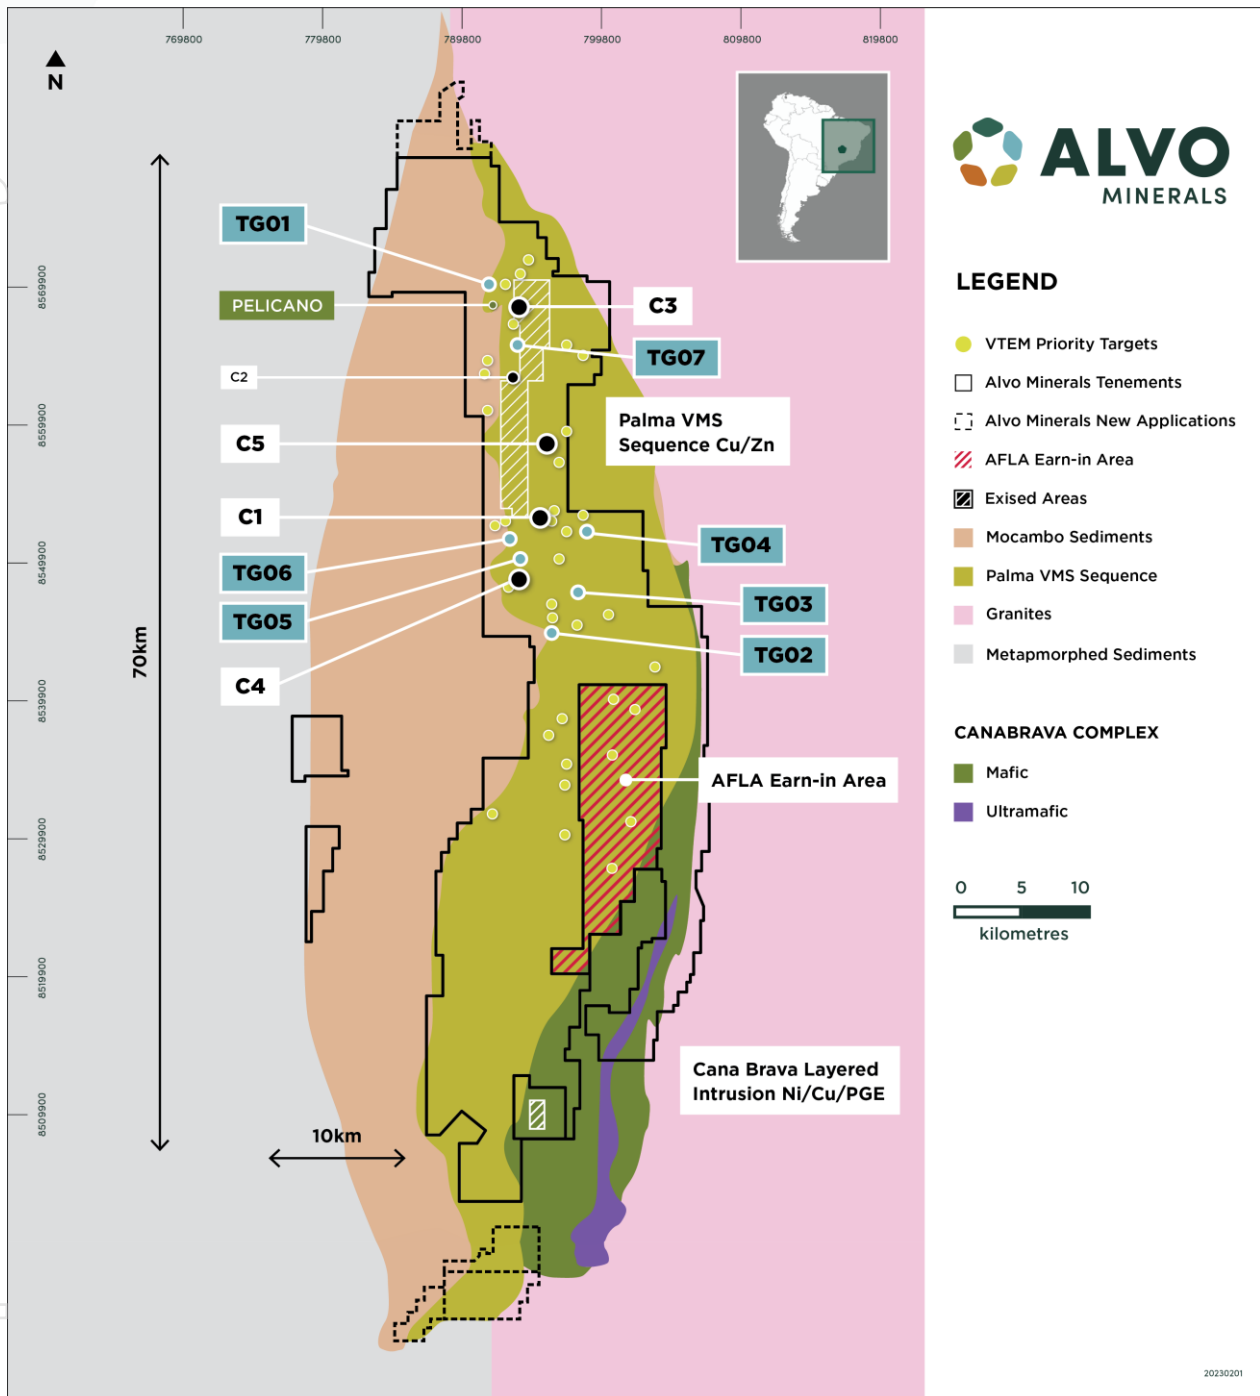 769800
779800
789800
799800
809800
819800
N
ALVO
MINERALS
TG01
8569900
PELICANO
C3
TG07
C2
Palma VMS
Sequence Cu/Zn
8559900
C5
C1
TG04
8549900
TG06
TG03
TG05
TG02
C4
70km
8539900
AFLA Earn-in Area
8529900
8519900
Cana Brava Layered
Intrusion Ni/Cu/PGE
8509900
10km
LEGEND
VTEM Priority Targets
Alvo Minerals Tenements
Alvo Minerals New Applications
AFLA Earn-in Area
Exised Areas
Mocambo Sediments
Palma VMS Sequence
Granites
Metapmorphed Sediments
CANABRAVA COMPLEX
Mafic
Ultramafic
0 5 10
kilometres
20230201